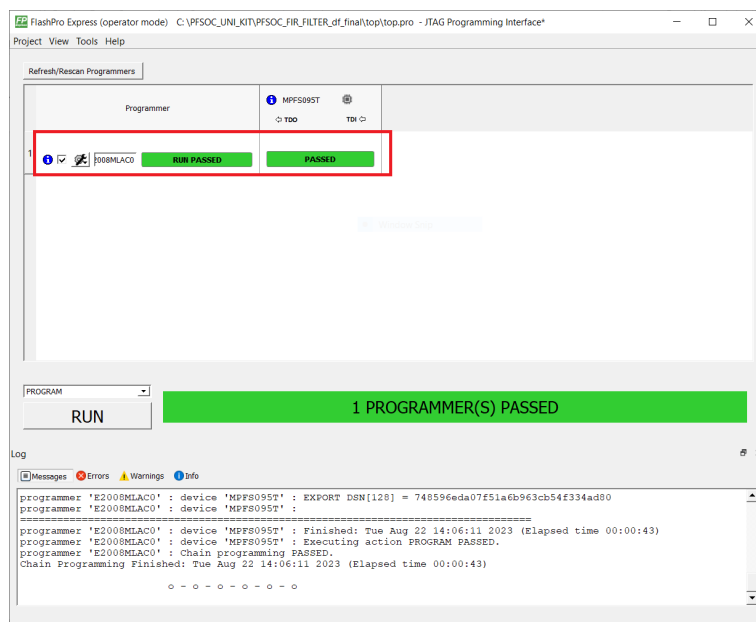 FP FlashPro Express (operator mode) C:\PFSOC_UNI_KIT\PFSOC_FIR_FILTER_df_final\top\top.pro - JTAG Programming Interface*
Project View Tools Help
Refresh/Rescan Programmers
Programmer
MPFS095T
TDO TDI
1 2008MLAC0 RUN PASSED PASSED
PROGRAM
RUN
1 PROGRAMMER(S) PASSED
Log
Messages Errors Warnings Info
programmer 'E2008MLAC0' : device 'MPFS095T' : EXPORT DSN[128] = 748596eda07f51a6b963cb54f334ad80
programmer 'E2008MLAC0' : device 'MPFS095T' :
================================================================================
programmer 'E2008MLAC0' : device 'MPFS095T' : Finished: Tue Aug 22 14:06:11 2023 (Elapsed time 00:00:43)
programmer 'E2008MLAC0' : device 'MPFS095T' : Executing action PROGRAM PASSED.
programmer 'E2008MLAC0' : Chain programming PASSED.
Chain Programming Finished: Tue Aug 22 14:06:11 2023 (Elapsed time 00:00:43)
o - o - o - o - o - o